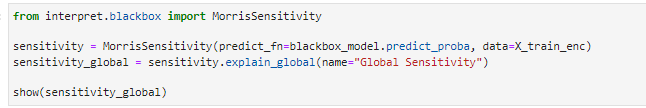 from interpret.blackbox import MorrisSensitivity
sensitivity = MorrisSensitivity(predict_fn=blackbox_model.predict_proba, data=X_train_enc)
sensitivity_global = sensitivity.explain_global(name="Global Sensitivity")
show(sensitivity_global)